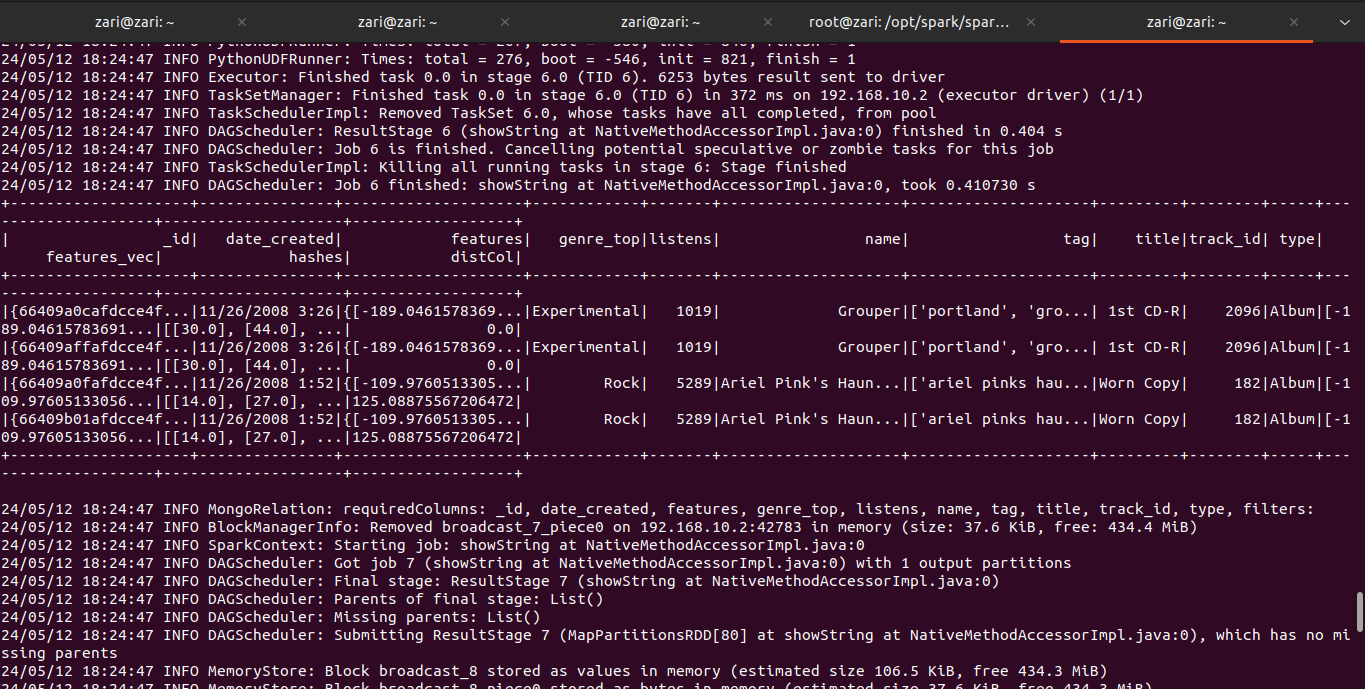 zari@zari: ~ × zari@zari: ~ × zari@zari: ~ × root@zari: /opt/spark/spar... × zari@zari: ~ ×
24/05/12 18:24:47 INFO PythonUDFRunner: Times: total = 276, boot = -546, init = 821, finish = 1
24/05/12 18:24:47 INFO Executor: Finished task 0.0 in stage 6.0 (TID 6). 6253 bytes result sent to driver
24/05/12 18:24:47 INFO TaskSetManager: Finished task 0.0 in stage 6.0 (TID 6) in 372 ms on 192.168.10.2 (executor driver) (1/1)
24/05/12 18:24:47 INFO TaskSchedulerImpl: Removed TaskSet 6.0, whose tasks have all completed, from pool
24/05/12 18:24:47 INFO DAGScheduler: ResultStage 6 (showString at NativeMethodAccessorImpl.java:0) finished in 0.404 s
24/05/12 18:24:47 INFO DAGScheduler: Job 6 is finished. Cancelling potential speculative or zombie tasks for this job
24/05/12 18:24:47 INFO TaskSchedulerImpl: Killing all running tasks in stage 6: Stage finished
24/05/12 18:24:47 INFO DAGScheduler: Job 6 finished: showString at NativeMethodAccessorImpl.java:0, took 0.410730 s
+--------------------+---------------+--------------------+------------+-------+--------------------+--------------------+---------+--------+-----+---
-----------------+--------------------+------------------+
|                 _id|   date_created|            features|   genre_top|listens|                name|                 tag|    title|track_id| type|
     features_vec|              hashes|           distCol|
+--------------------+---------------+--------------------+------------+-------+--------------------+--------------------+---------+--------+-----+---
-----------------+--------------------+------------------+
|{66409a0cafdcce4f...|11/26/2008 3:26|{[-189.0461578369...|Experimental|   1019|             Grouper|['portland', 'gro...| 1st CD-R|    2096|Album|[-1
89.04615783691...|[[30.0], [44.0], ...|               0.0|
|{66409affafdcce4f...|11/26/2008 3:26|{[-189.0461578369...|Experimental|   1019|             Grouper|['portland', 'gro...| 1st CD-R|    2096|Album|[-1
89.04615783691...|[[30.0], [44.0], ...|               0.0|
|{66409a0fafdcce4f...|11/26/2008 1:52|{[-109.9760513305...|        Rock|   5289|Ariel Pink's Haun...|['ariel pinks hau...|Worn Copy|     182|Album|[-1
09.97605133056...|[[14.0], [27.0], ...|125.08875567206472|
|{66409b01afdcce4f...|11/26/2008 1:52|{[-109.9760513305...|        Rock|   5289|Ariel Pink's Haun...|['ariel pinks hau...|Worn Copy|     182|Album|[-1
09.97605133056...|[[14.0], [27.0], ...|125.08875567206472|
+--------------------+---------------+--------------------+------------+-------+--------------------+--------------------+---------+--------+-----+---
-----------------+--------------------+------------------+
24/05/12 18:24:47 INFO MongoRelation: requiredColumns: _id, date_created, features, genre_top, listens, name, tag, title, track_id, type, filters:
24/05/12 18:24:47 INFO BlockManagerInfo: Removed broadcast_7_piece0 on 192.168.10.2:42783 in memory (size: 37.6 KiB, free: 434.4 MiB)
24/05/12 18:24:47 INFO SparkContext: Starting job: showString at NativeMethodAccessorImpl.java:0
24/05/12 18:24:47 INFO DAGScheduler: Got job 7 (showString at NativeMethodAccessorImpl.java:0) with 1 output partitions
24/05/12 18:24:47 INFO DAGScheduler: Final stage: ResultStage 7 (showString at NativeMethodAccessorImpl.java:0)
24/05/12 18:24:47 INFO DAGScheduler: Parents of final stage: List()
24/05/12 18:24:47 INFO DAGScheduler: Missing parents: List()
24/05/12 18:24:47 INFO DAGScheduler: Submitting ResultStage 7 (MapPartitionsRDD[80] at showString at NativeMethodAccessorImpl.java:0), which has no mi
ssing parents
24/05/12 18:24:47 INFO MemoryStore: Block broadcast_8 stored as values in memory (estimated size 106.5 KiB, free 434.3 MiB)